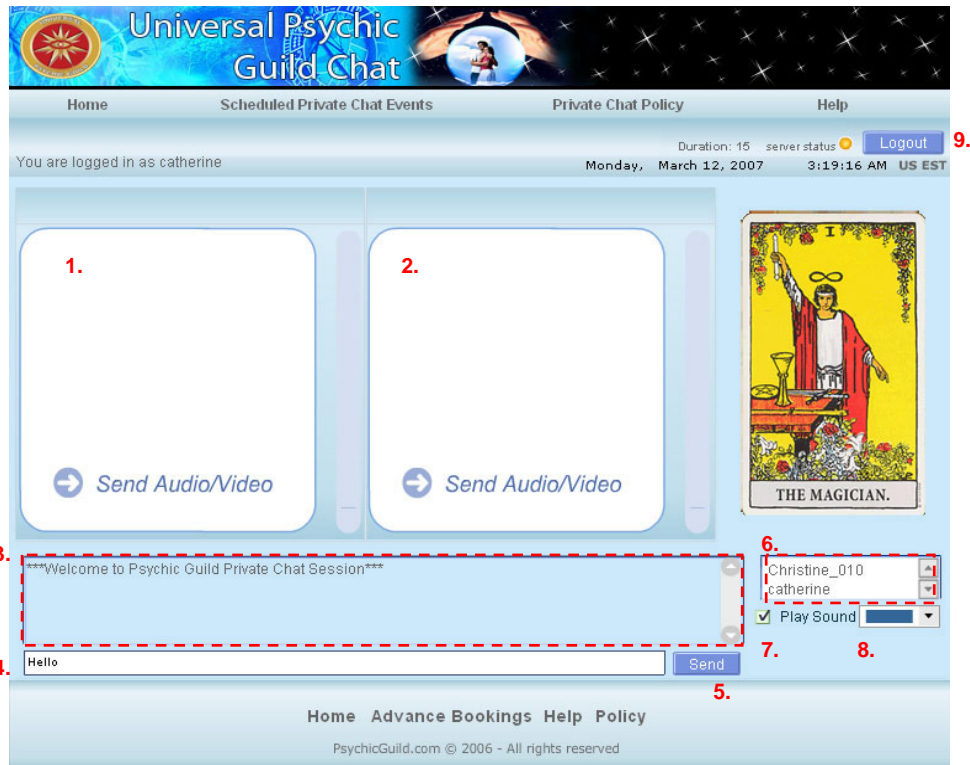 Universal Psychic
Guild Chat
Home Scheduled Private Chat Events Private Chat Policy Help
Duration: 15 server status Logout 9.
You are logged in as catherine
Monday, March 12, 2007 3:19:16 AM US EST
1. 2.
I
Send Audio/Video Send Audio/Video
THE MAGICIAN.
3. 6.
***Welcome to Psychic Guild Private Chat Session***
Christine_010
catherine
Play Sound
7. 8.
4. Hello Send
5.
Home Advance Bookings Help Policy
PsychicGuild.com © 2006 - All rights reserved